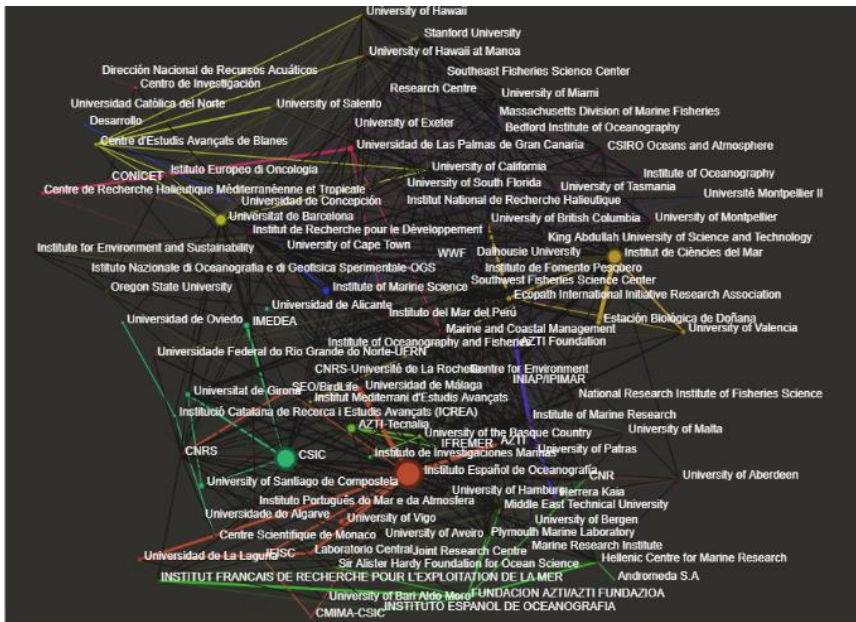 University of Hawaii
Stanford University
University of Hawaii at Manoa
Dirección Nacional de Recursos Acuáticos
Southeast Fisheries Science Center
Centro de Investigación
Research Centre
University of Miami
Universidad Católica del Norte
University of Salento
Massachusetts Division of Marine Fisheries
Desarrollo
University of Exeter
Bedford Institute of Oceanography
Centre d'Estudis Avançats de Blanes
Universidad de Las Palmas de Gran Canaria
CSIRO Oceans and Atmosphere
Istituto Europeo di Oncologia
University of California
Institute of Oceanography
CONICET
University of South Florida
Centre de Recherche Halieutique Méditerranéenne et Tropicale
University of Tasmania
Universidad de Concepción
Institut National de Recherche Halieutique
Université Montpellier II
Universitat de Barcelona
University of British Columbia
University of Montpellier
Institut de Recherche pour le Développement
King Abdullah University of Science and Technology
Institute for Environment and Sustainability
University of Cape Town
WWF
Dalhousie University
Institut de Ciències del Mar
Istituto Nazionale di Oceanografia e di Geofisica Sperimentale-OGS
Instituto de Fomento Pesquero
Southwest Fisheries Science Center
Oregon State University
Institute of Marine Science
Ecopath International Initiative Research Association
Universidad de Alicante
Instituto del Mar del Perú
Estación Biológica de Doñana
Universidad de Oviedo
IMEDEA
Marine and Coastal Management
University of Valencia
Institute of Oceanography and Fisheries
AZTI Foundation
Universidade Federal do Rio Grande do Norte-UFRN
CNRS-Université de La Rochelle
Centre for Environment
INIAP/IPIMAR
Universitat de Girona
SEO/BirdLife
Universidad de Málaga
National Research Institute of Fisheries Science
Institut Mediterrani d'Estudis Avançats
Institució Catalana de Recerca i Estudis Avançats (ICREA)
Institute of Marine Research
AZTI-Tecnalia
University of the Basque Country
University of Malta
CNRS
CSIC
IFREMER
AZTI
Instituto de Investigaciones Marinas
University of Patras
Instituto Español de Oceanografía
University of Santiago de Compostela
CNR
University of Aberdeen
University of Hamburg
Herrera Kaia
Instituto Português do Mar e da Atmosfera
Middle East Technical University
Universidade do Algarve
University of Vigo
University of Bergen
Centre Scientifique de Monaco
University of Aveiro
Plymouth Marine Laboratory
Universidad de La Laguna
Laboratorio Central
Joint Research Centre
Marine Research Institute
Sir Alister Hardy Foundation for Ocean Science
Hellenic Centre for Marine Research
INSTITUT FRANCAIS DE RECHERCHE POUR L'EXPLOITATION DE LA MER
Andromeda S.A
University of Bari Aldo Moro
FUNDACION AZTI/AZTI FUNDAZIOA
INSTITUTO ESPANOL DE OCEANOGRAFIA
CMIMA-CSIC